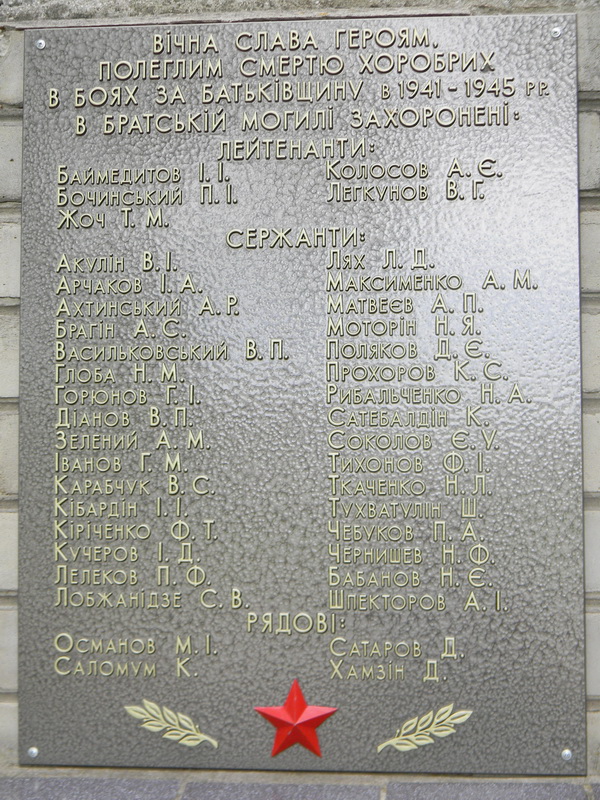 ВІЧНА СЛАВА ГЕРОЯМ,
ПОЛЕГЛИМ СМЕРТЮ ХОРОБРИХ
В БОЯХ ЗА БАТЬКІВЩИНУ В 1941-1945 РР.
В БРАТСЬКІЙ МОГИЛІ ЗАХОРОНЕНІ:
ЛЕЙТЕНАНТИ:
БАЙМЕДИТОВ І. І.
БОЧИНСЬКИЙ П. І.
ЖОЧ Т. М.
КОЛОСОВ А. Є.
ЛЕГКУНОВ В. Г.
СЕРЖАНТИ:
АКУЛІН В. І.
АРЧАКОВ І. А.
АХТИНСЬКИЙ А. Р.
БРАГІН А. С.
ВАСИЛЬКОВСЬКИЙ В. П.
ГЛОБА Н. М.
ГОРЮНОВ Г. І.
ДІАНОВ В. П.
ЗЕЛЕНИЙ А. М.
ІВАНОВ Г. М.
КАРАБЧУК В. С.
КІБАРДІН І. І.
КІРІЧЕНКО Ф. Т.
КУЧЕРОВ І. Д.
ЛЕЛЕКОВ П. Ф.
ЛОБЖАНІДЗЕ С. В.
ЛЯХ Л. Д.
МАКСИМЕНКО А. М.
МАТВЕЄВ А. П.
МОТОРІН Н. Я.
ПОЛЯКОВ Д. Є.
ПРОХОРОВ К. С.
РИБАЛЬЧЕНКО Н. А.
САТЕБАЛДІН К.
СОКОЛОВ Є. У.
ТИХОНОВ Ф. І.
ТКАЧЕНКО Н. Л.
ТУХВАТУЛІН Ш.
ЧЕБУКОВ П. А.
ЧЕРНИШЕВ Н. Ф.
БАБАНОВ Н. Є.
ШПЕКТОРОВ А. І.
РЯДОВІ:
ОСМАНОВ М. І.
САЛОМУМ К.
САТАРОВ Д.
ХАМЗІН Д.